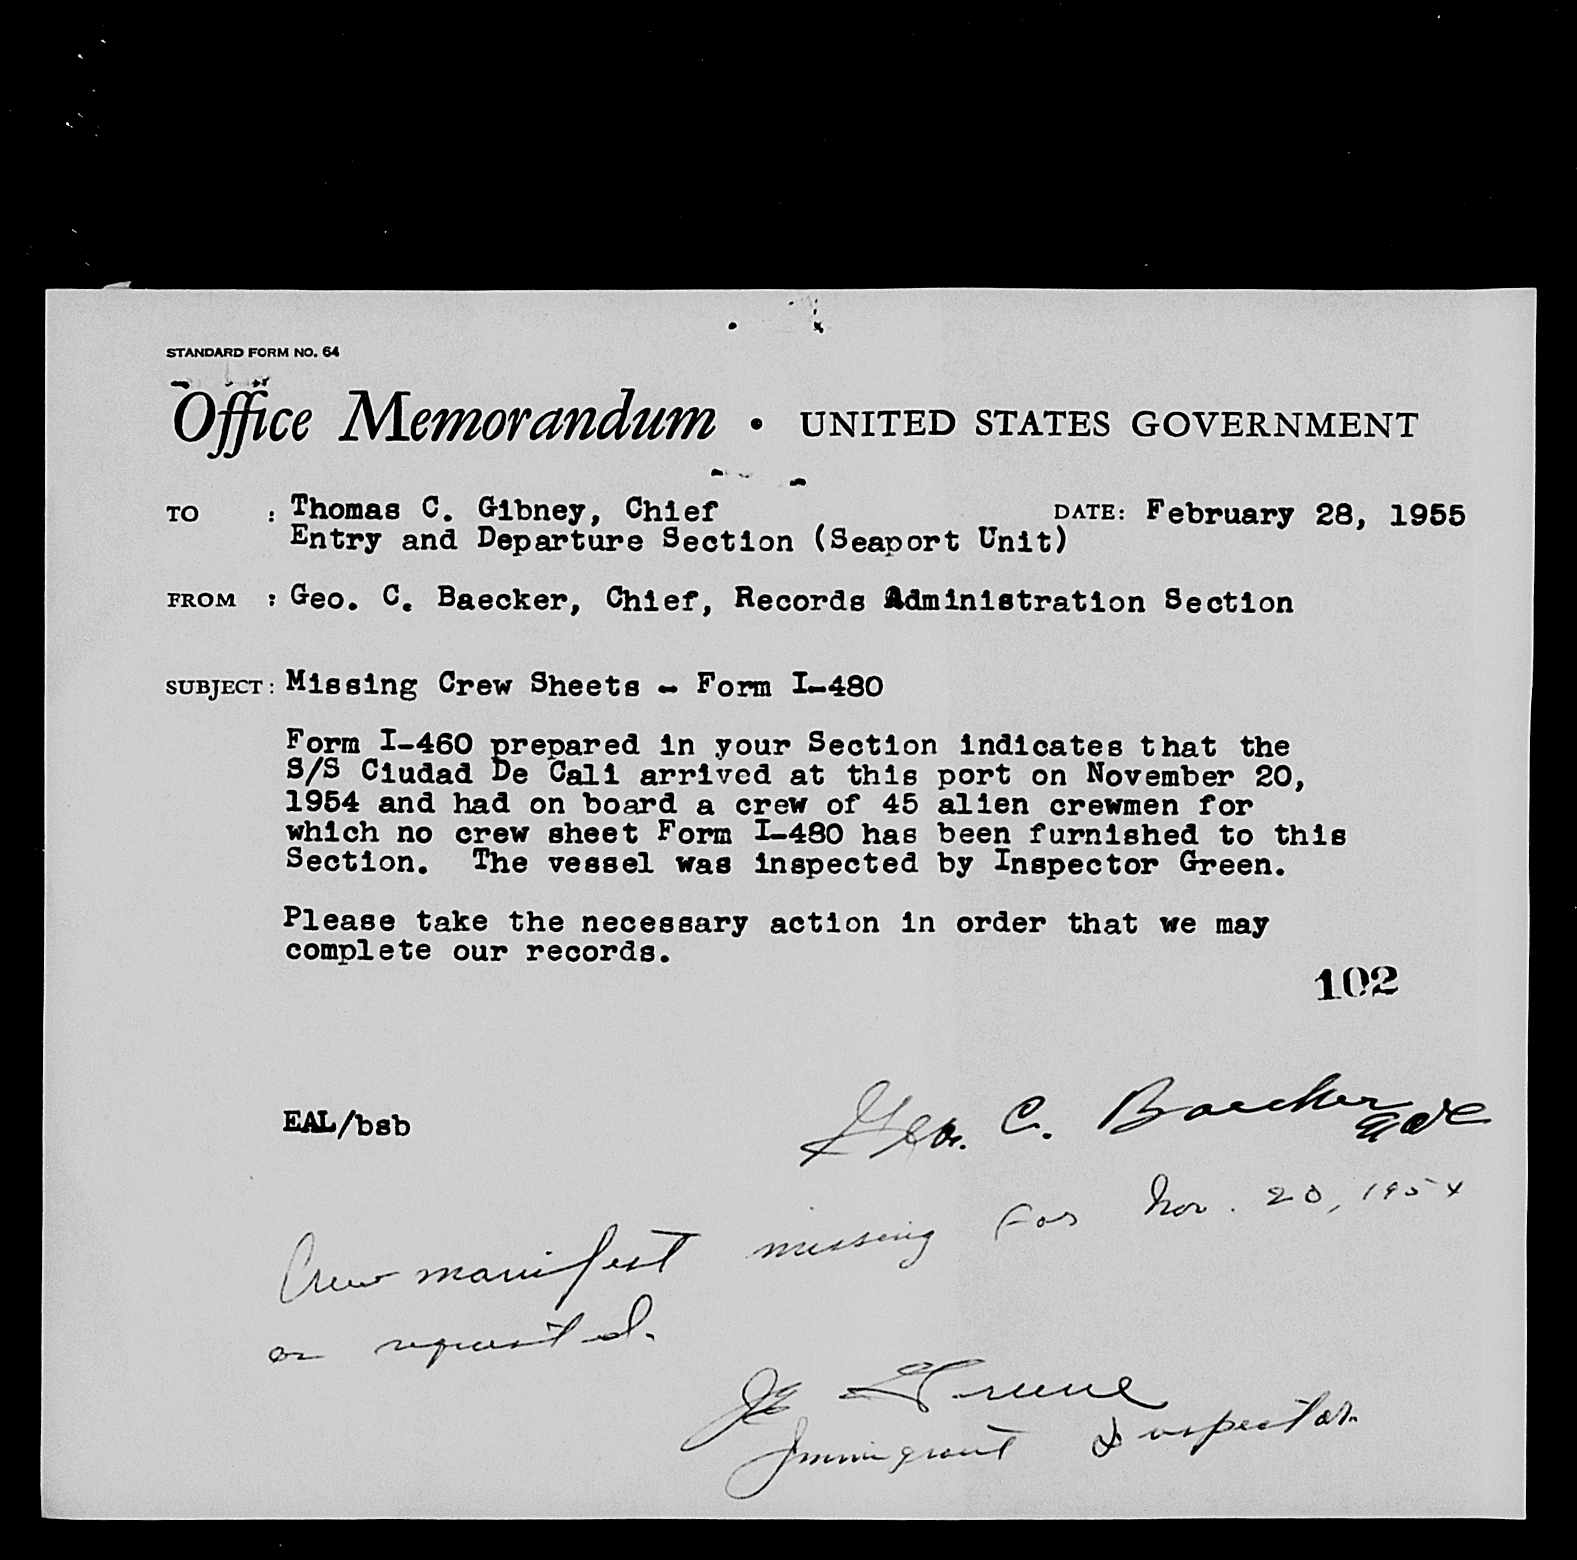 STANDARD FORM NO. 64
Office Memorandum • UNITED STATES GOVERNMENT
TO : Thomas C. Gibney, Chief DATE: February 28, 1955
Entry and Departure Section (Seaport Unit)
FROM : Geo. C. Baecker, Chief, Records Administration Section
SUBJECT: Missing Crew Sheets - Form I-480
Form I-460 prepared in your Section indicates that the
S/S Ciudad De Cali arrived at this port on November 20,
1954 and had on board a crew of 45 alien crewmen for
which no crew sheet Form I-480 has been furnished to this
Section. The vessel was inspected by Inspector Green.
Please take the necessary action in order that we may
complete our records.
102
EAL/bsb
Geo. C. Baecker
Crew manifest missing for Nov. 20, 1954
as requested.
Greene
Immigrant Inspector